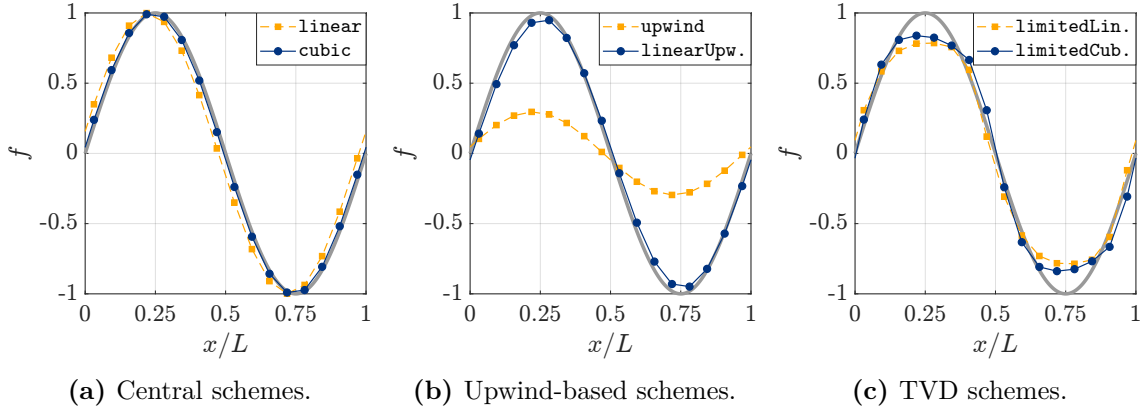 1
0.5
0
-0.5
-1
f
linear
cubic
0
0.25
0.5
0.75
1
x/L
(a) Central schemes.
1
0.5
0
-0.5
-1
f
upwind
linearUpw.
0
0.25
0.5
0.75
1
x/L
(b) Upwind-based schemes.
1
0.5
0
-0.5
-1
f
limitedLin.
limitedCub.
0
0.25
0.5
0.75
1
x/L
(c) TVD schemes.